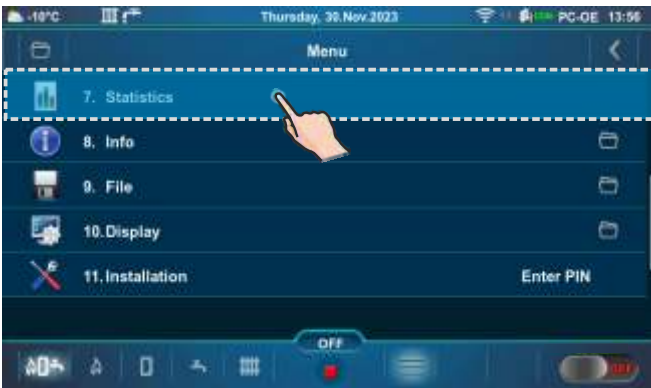 -10°C Thursday, 30.Nov.2023 PC-OE 13:56
Menu
7. Statistics
8. Info
9. File
10. Display
11. Installation Enter PIN
OFF
OFF